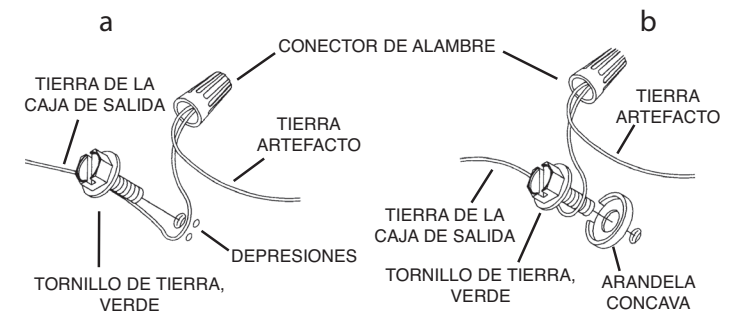 a
b
CONECTOR DE ALAMBRE
TIERRA DE LA
CAJA DE SALIDA
TIERRA
ARTEFACTO
TIERRA
ARTEFACTO
TIERRA DE LA
CAJA DE SALIDA
DEPRESIONES
TORNILLO DE TIERRA,
VERDE
TORNILLO DE TIERRA,
VERDE
ARANDELA
CONCAVA